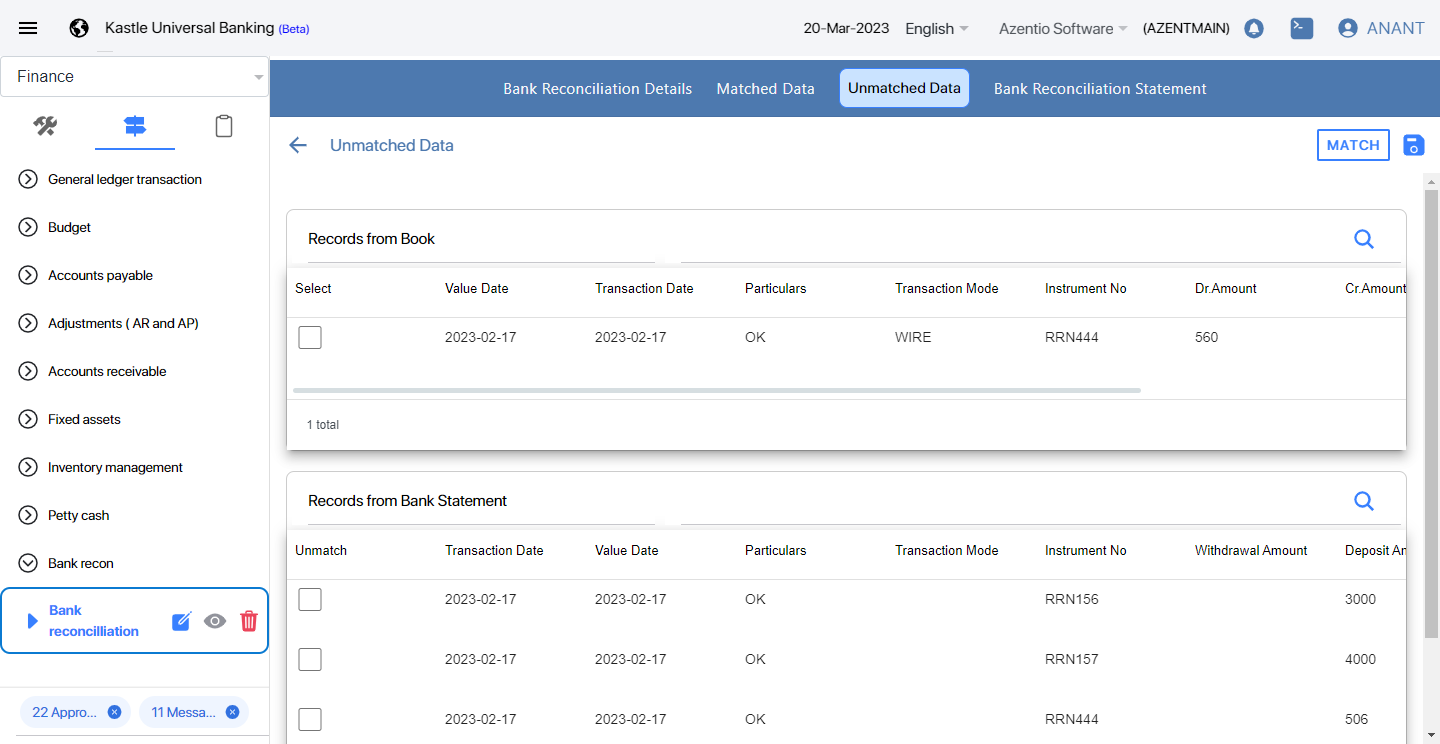 Kastle Universal Banking (Beta)
20-Mar-2023 English Azentio Software (AZENTMAIN) ANANT
Finance
Bank Reconciliation Details Matched Data Unmatched Data Bank Reconciliation Statement
Unmatched Data
MATCH
General ledger transaction
Budget
Accounts payable
Adjustments ( AR and AP)
Accounts receivable
Fixed assets
Inventory management
Petty cash
Bank recon
Bank
reconcilliation
22 Appro... 11 Messa...
Records from Book
Select Value Date Transaction Date Particulars Transaction Mode Instrument No Dr.Amount Cr.Amount
2023-02-17 2023-02-17 OK WIRE RRN444 560
1 total
Records from Bank Statement
Unmatch Transaction Date Value Date Particulars Transaction Mode Instrument No Withdrawal Amount Deposit An
2023-02-17 2023-02-17 OK RRN156 3000
2023-02-17 2023-02-17 OK RRN157 4000
2023-02-17 2023-02-17 OK RRN444 506